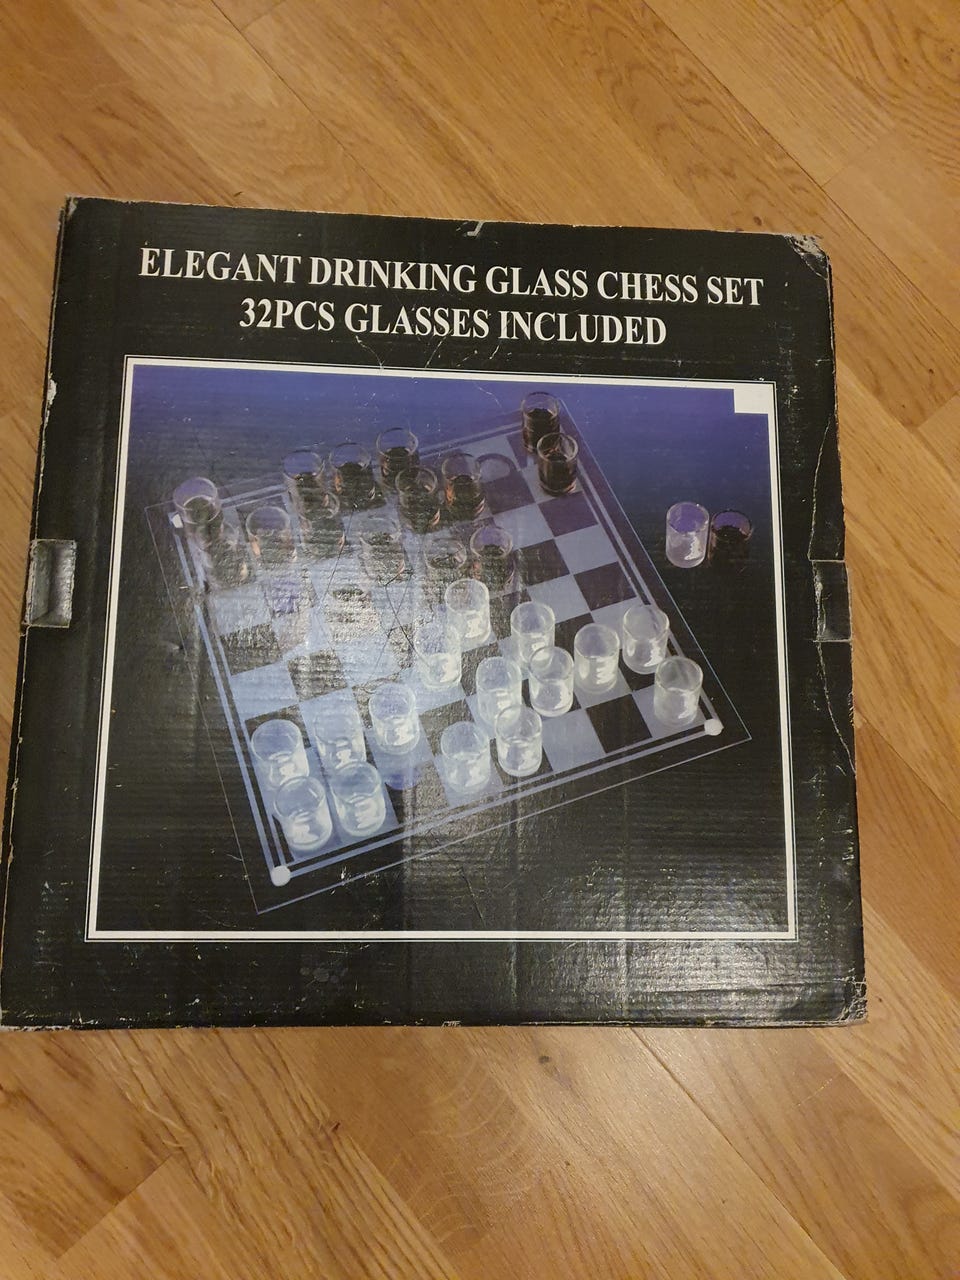 ELEGANT DRINKING GLASS CHESS SET
32PCS GLASSES INCLUDED